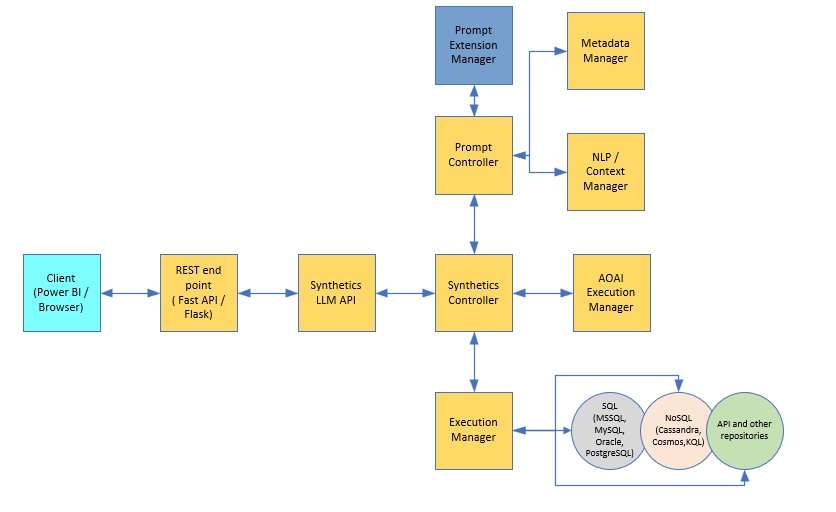 Prompt
Extension
Manager
Metadata
Manager
Prompt
Controller
NLP /
Context
Manager
Client
(Power BI /
Browser)
REST end
point
( Fast API /
Flask)
Synthetics
LLM API
Synthetics
Controller
AOAI
Execution
Manager
Execution
Manager
SQL
(MSSQL,
MySQL,
Oracle,
PostgreSQL)
NoSQL
(Cassandra,
Cosmos,KQL)
API and other
repositories